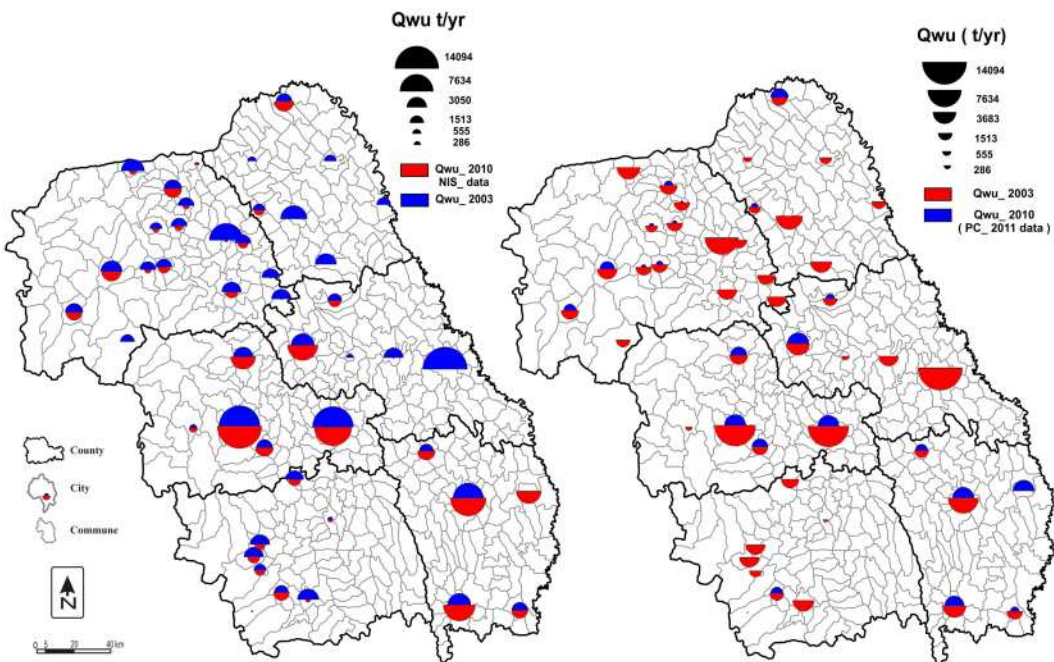 Qwu t/yr
14094
7634
3050
1513
555
286
Qwu_ 2010
NIS_ data
Qwu_ 2003
Qwu ( t/yr)
14094
7634
3683
1513
555
286
Qwu_ 2003
Qwu_ 2010
( PC_ 2011 data )
County
City
Commune
N
0 5 20 40 km